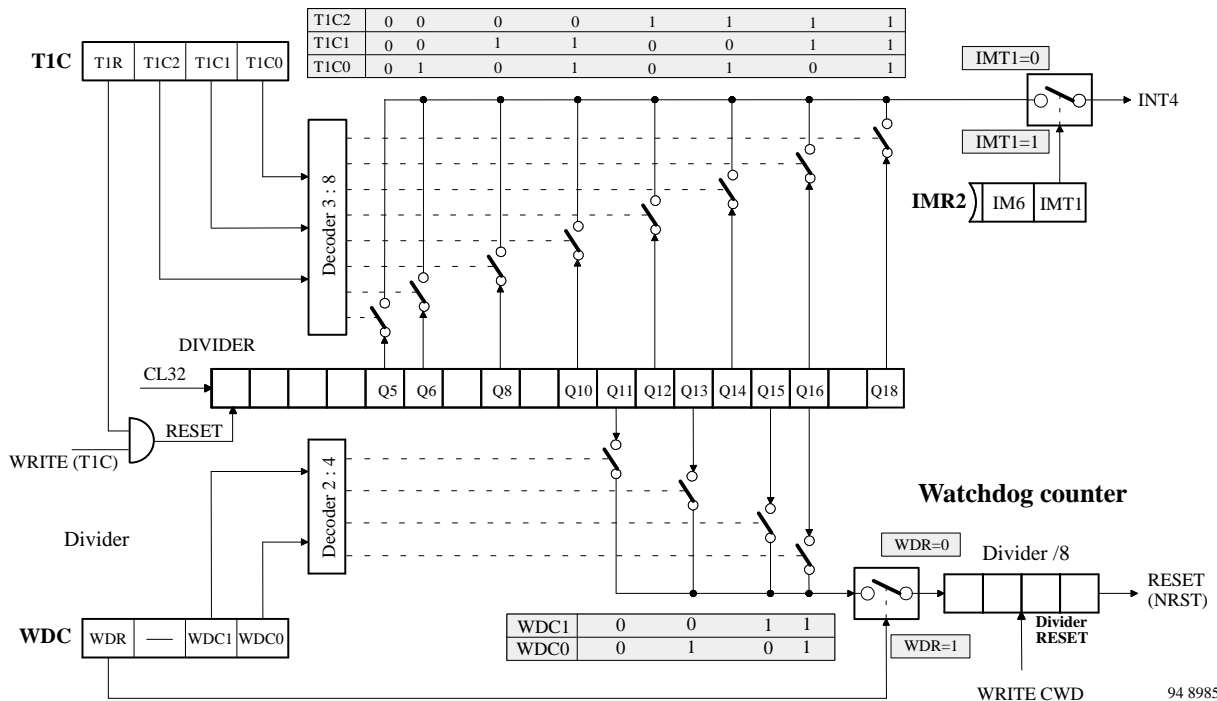 T1C2 0 0 0 0 1 1 1 1
T1C1 0 0 1 1 0 0 1 1
T1C0 0 1 0 1 0 1 0 1
T1C T1R T1C2 T1C1 T1C0
IMT1=0
INT4
IMT1=1
IMR2 IM6 IMT1
Decoder 3 : 8
DIVIDER
CL32
Q5 Q6 Q8 Q10 Q11 Q12 Q13 Q14 Q15 Q16 Q18
RESET
WRITE (T1C)
Decoder 2 : 4
Watchdog counter
Divider
WDR=0
Divider /8
RESET
(NRST)
Divider
RESET
WDC WDR — WDC1 WDC0
WDC1 0 0 1 1
WDC0 0 1 0 1
WDR=1
WRITE CWD
94 8985